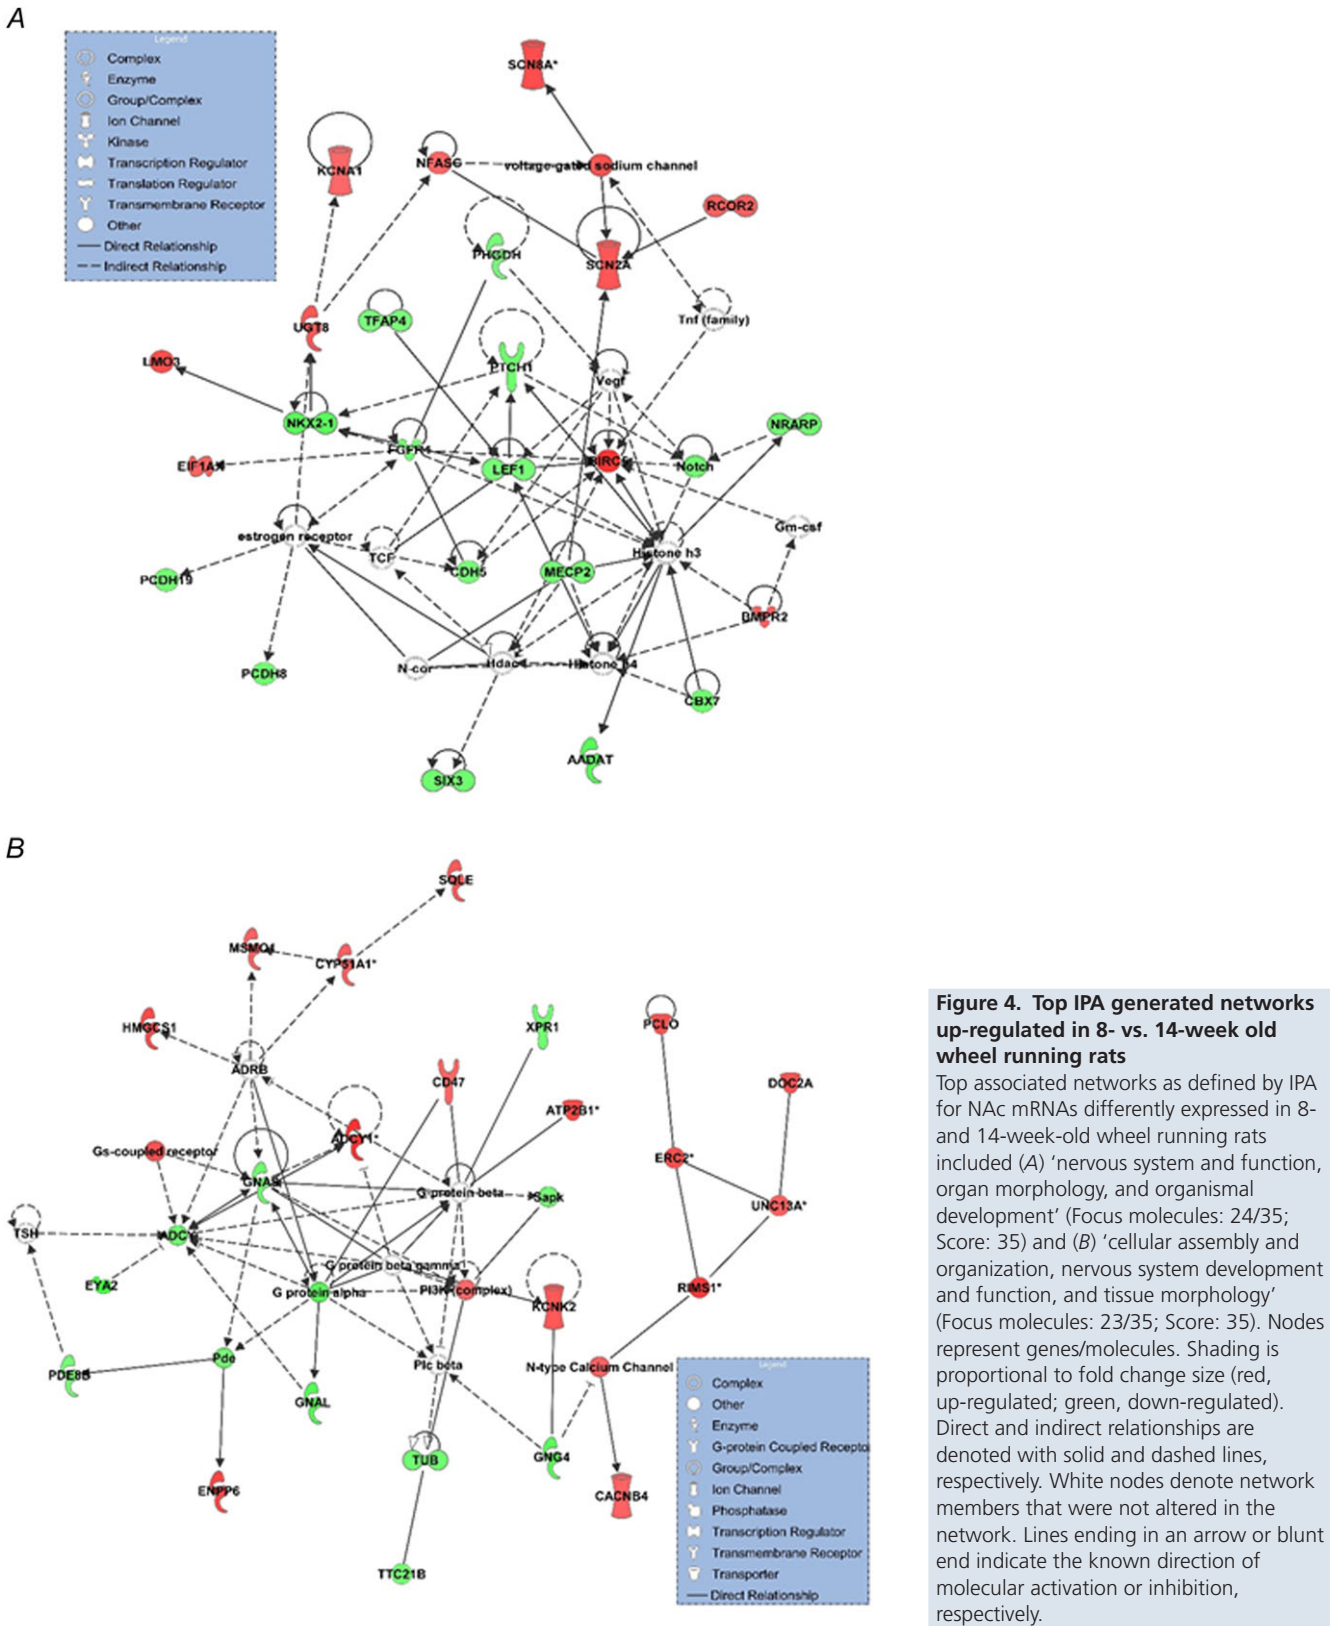 A
Legend
Complex
Enzyme
Group/Complex
Ion Channel
Kinase
Transcription Regulator
Translation Regulator
Transmembrane Receptor
Other
Direct Relationship
Indirect Relationship
SCN8A*
KCNA1
NFASC
voltage-gated sodium channel
RCOR2
PHGDH
SCN2A
Tnf (family)
UGT8
TFAP4
LMO3
PTCH1
Vegf
NKX2-1
NRARP
FGFR4
EIF1AX
LEF1
Notch
estrogen receptor
TCF
Gm-csf
Histone h3
PCDH19
CDH5
MECP2
BMPR2
PCDH8
N-cor
Hdac
Histone h4
CBX7
AADAT
SIX3
B
SQLE
MSMO1
CYP51A1*
HMGCS1
XPR1
PCLO
ADRB
CD47
DOC2A
ATP2B1*
ADCY1*
Gs-coupled receptor
ERC2*
GNAS
G protein beta
Sapk
UNC13A*
TSH
ADCY
G protein beta gamma
EYA2
G protein alpha
PI3K (complex)
RIMS1*
KCNK2
Pde
Plc beta
N-type Calcium Channel
PDE8B
GNAL
TUB
GNG4
ENPP6
CACNB4
TTC21B
Legend
Complex
Other
Enzyme
G-protein Coupled Recepto
Group/Complex
Ion Channel
Phosphatase
Transcription Regulator
Transmembrane Receptor
Transporter
Direct Relationship
Figure 4. Top IPA generated networks
up-regulated in 8- vs. 14-week old
wheel running rats
Top associated networks as defined by IPA
for NAc mRNAs differently expressed in 8-
and 14-week-old wheel running rats
included (A) ‘nervous system and function,
organ morphology, and organismal
development’ (Focus molecules: 24/35;
Score: 35) and (B) ‘cellular assembly and
organization, nervous system development
and function, and tissue morphology’
(Focus molecules: 23/35; Score: 35). Nodes
represent genes/molecules. Shading is
proportional to fold change size (red,
up-regulated; green, down-regulated).
Direct and indirect relationships are
denoted with solid and dashed lines,
respectively. White nodes denote network
members that were not altered in the
network. Lines ending in an arrow or blunt
end indicate the known direction of
molecular activation or inhibition,
respectively.